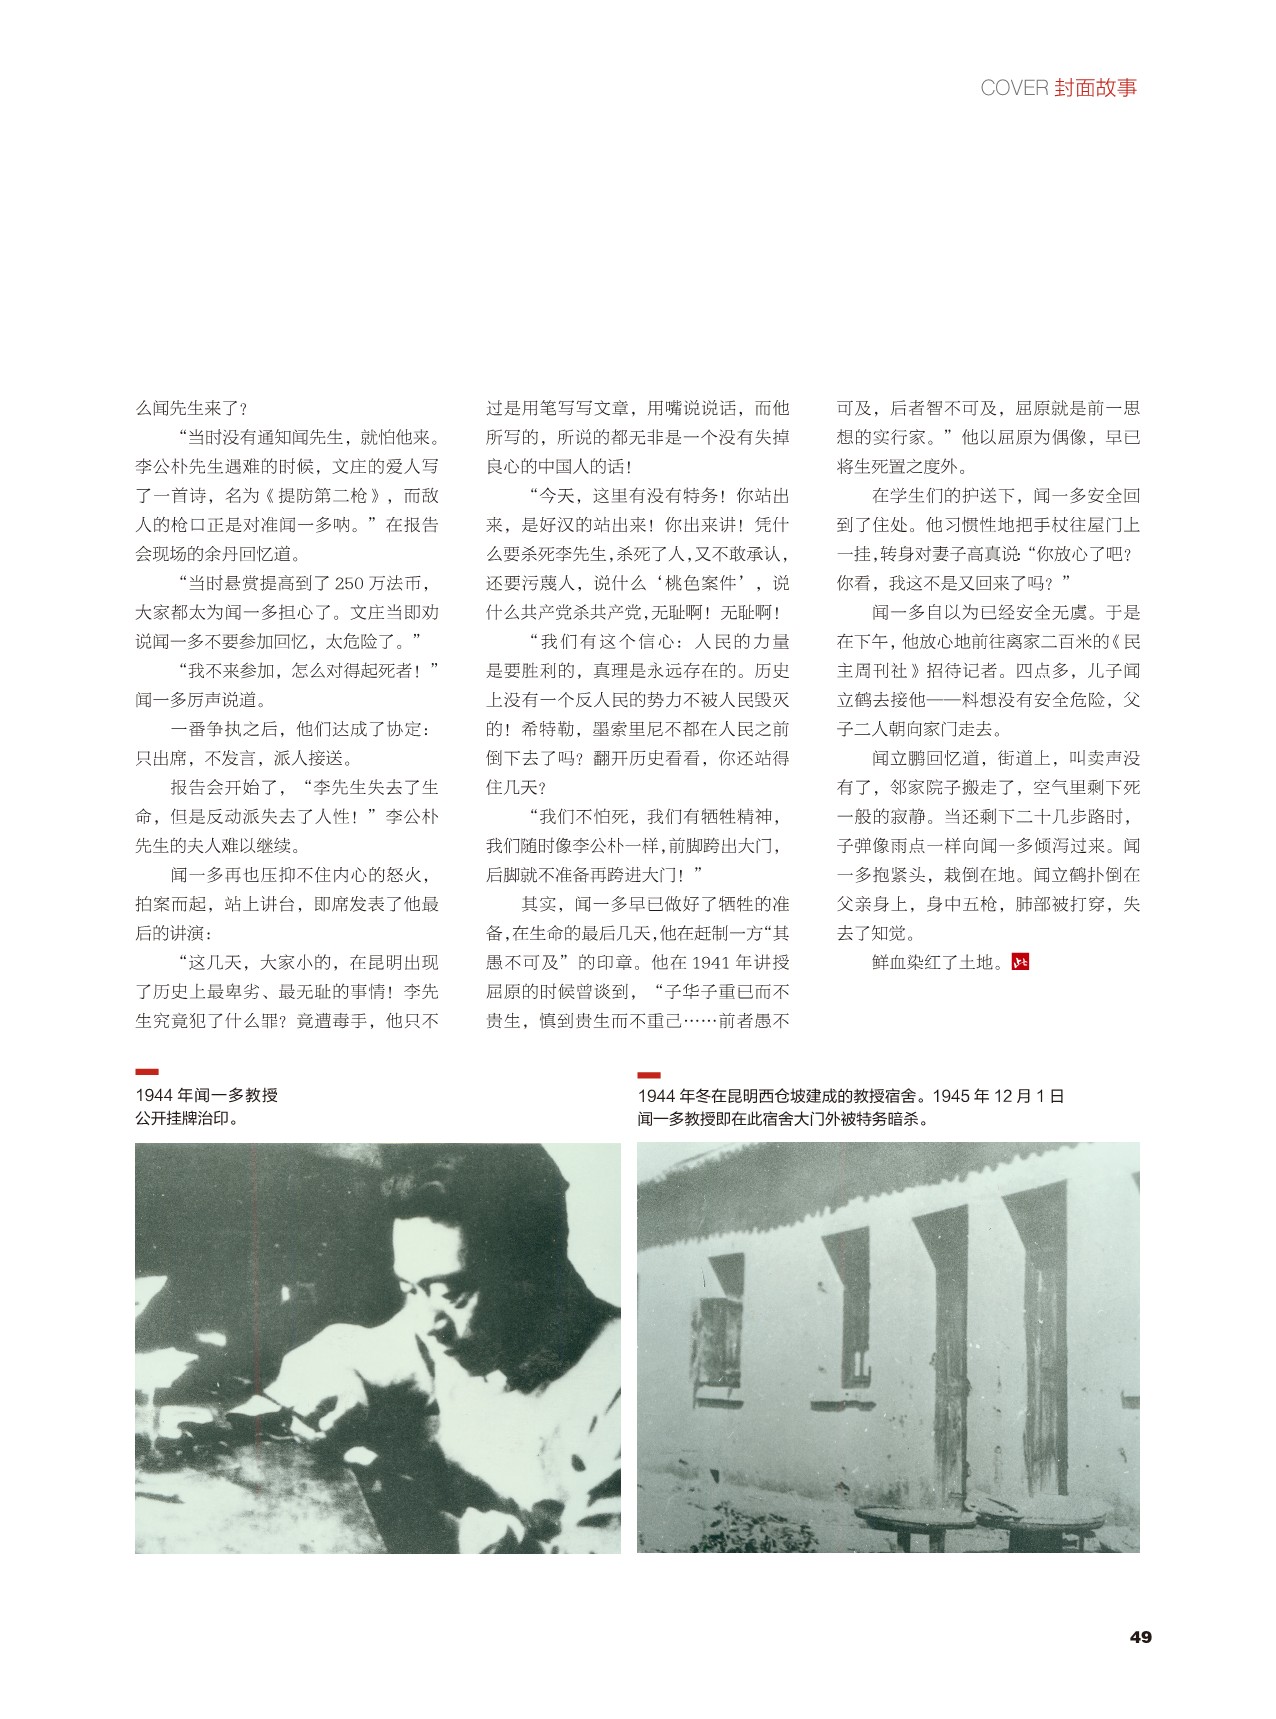 COVER 封面故事
么闻先生来了？
“当时没有通知闻先生，就怕他来。
李公朴先生遇难的时候，文庄的爱人写
了一首诗，名为《提防第二枪》，而敌
人的枪口正是对准闻一多呐。”在报告
会现场的余丹回忆道。
“当时悬赏提高到了 250 万法币，
大家都太为闻一多担心了。文庄当即劝
说闻一多不要参加回忆，太危险了。”
“我不来参加，怎么对得起死者！”
闻一多厉声说道。
一番争执之后，他们达成了协定：
只出席，不发言，派人接送。
报告会开始了，“李先生失去了生
命，但是反动派失去了人性！”李公朴
先生的夫人难以继续。
闻一多再也压抑不住内心的怒火，
拍案而起，站上讲台，即席发表了他最
后的讲演：
“这几天，大家小的，在昆明出现
了历史上最卑劣、最无耻的事情！李先
生究竟犯了什么罪？竟遭毒手，他只不
过是用笔写写文章，用嘴说说话，而他
所写的，所说的都无非是一个没有失掉
良心的中国人的话！
“今天，这里有没有特务！你站出
来，是好汉的站出来！你出来讲！凭什
么要杀死李先生，杀死了人，又不敢承认，
还要污蔑人，说什么‘桃色案件’，说
什么共产党杀共产党，无耻啊！无耻啊！
“我们有这个信心：人民的力量
是要胜利的，真理是永远存在的。历史
上没有一个反人民的势力不被人民毁灭
的！希特勒，墨索里尼不都在人民之前
倒下去了吗？翻开历史看看，你还站得
住几天？
“我们不怕死，我们有牺牲精神，
我们随时像李公朴一样，前脚跨出大门，
后脚就不准备再跨进大门！”
其实，闻一多早已做好了牺牲的准
备，在生命的最后几天，他在赶制一方“其
愚不可及”的印章。他在 1941 年讲授
屈原的时候曾谈到，“子华子重已而不
贵生，慎到贵生而不重己……前者愚不
可及，后者智不可及，屈原就是前一思
想的实行家。”他以屈原为偶像，早已
将生死置之度外。
在学生们的护送下，闻一多安全回
到了住处。他习惯性地把手杖往屋门上
一挂，转身对妻子高真说：“你放心了吧？
你看，我这不是又回来了吗？”
闻一多自以为已经安全无虞。于是
在下午，他放心地前往离家二百米的《民
主周刊社》招待记者。四点多，儿子闻
立鹤去接他——料想没有安全危险，父
子二人朝向家门走去。
闻立鹏回忆道，街道上，叫卖声没
有了，邻家院子搬走了，空气里剩下死
一般的寂静。当还剩下二十几步路时，
子弹像雨点一样向闻一多倾泻过来。闻
一多抱紧头，栽倒在地。闻立鹤扑倒在
父亲身上，身中五枪，肺部被打穿，失
去了知觉。
鲜血染红了土地。
1944 年闻一多教授
公开挂牌治印。
1944 年冬在昆明西仓坡建成的教授宿舍。1945 年 12 月 1 日
闻一多教授即在此宿舍大门外被特务暗杀。
49